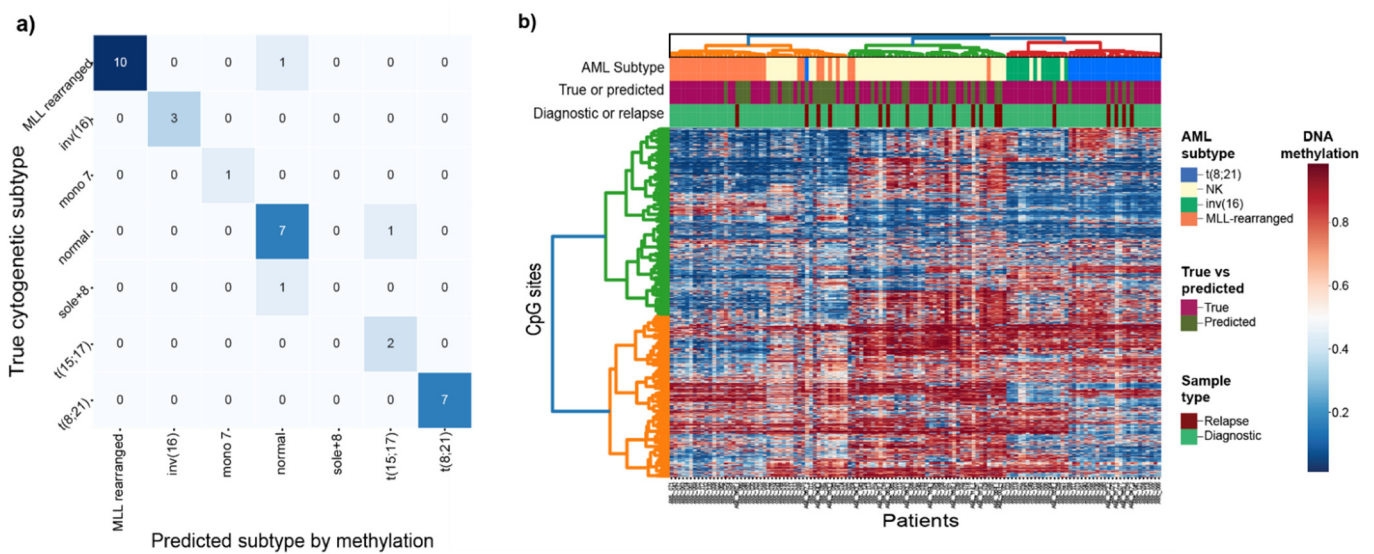 a)
True cytogenetic subtype
MLL rearranged
inv(16)
mono 7
normal
sole+8
t(15;17)
t(8;21)
10 0 0 1 0 0 0
0 3 0 0 0 0 0
0 0 1 0 0 0 0
0 0 0 7 0 1 0
0 0 0 1 0 0 0
0 0 0 0 0 2 0
0 0 0 0 0 0 7
MLL rearranged
inv(16)
mono 7
normal
sole+8
t(15;17)
t(8;21)
Predicted subtype by methylation
b)
AML Subtype
True or predicted
Diagnostic or relapse
CpG sites
Patients
AML
subtype
t(8;21)
NK
inv(16)
MLL-rearranged
True vs
predicted
True
Predicted
Sample
type
Relapse
Diagnostic
DNA
methylation
0.8
0.6
0.4
0.2